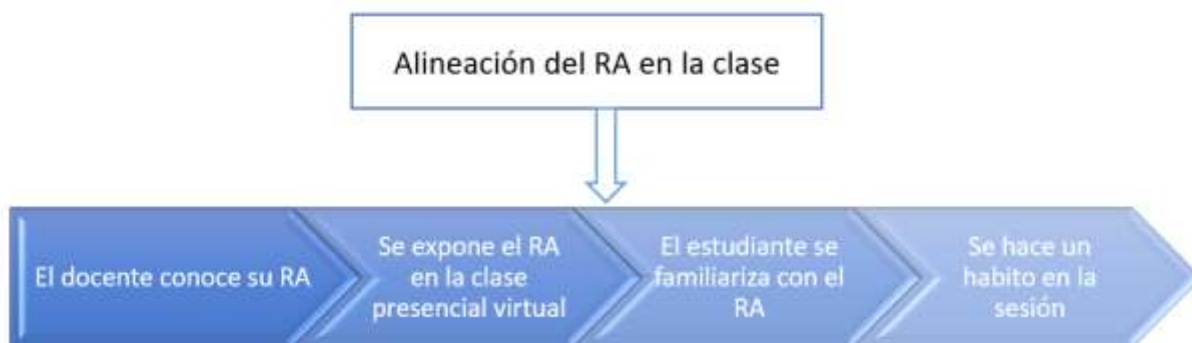 Alineación del RA en la clase
El docente conoce su RA
Se expone el RA
en la clase
presencial virtual
El estudiante se
familiariza con el
RA
Se hace un
habito en la
sesión